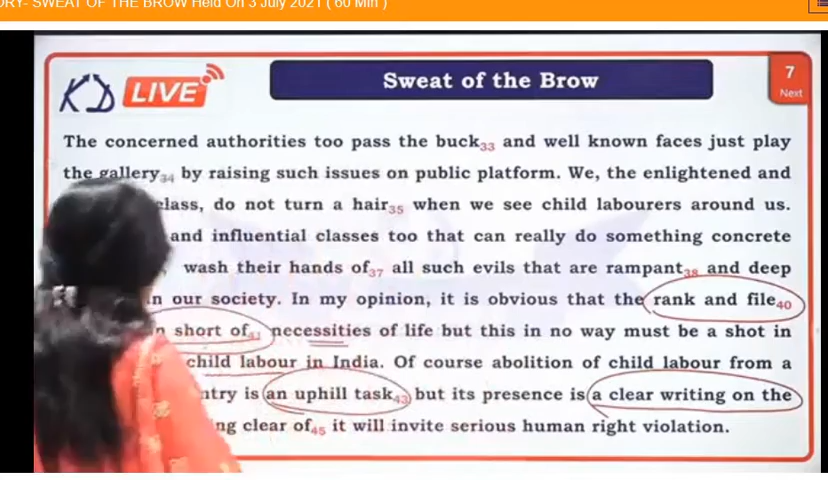 ORY- SWEAT OF THE BROW Held On 3 July 2021 ( 60 Min )
KD LIVE
Sweat of the Brow
7
Next
The concerned authorities too pass the buck33 and well known faces just play
the gallery34 by raising such issues on public platform. We, the enlightened and
class, do not turn a hair35 when we see child labourers around us.
and influential classes too that can really do something concrete
wash their hands of37 all such evils that are rampant38 and deep
in our society. In my opinion, it is obvious that the rank and file40
short of41 necessities of life but this in no way must be a shot in
child labour in India. Of course abolition of child labour from a
is an uphill task43 but its presence is a clear writing on the
clear of45 it will invite serious human right violation.